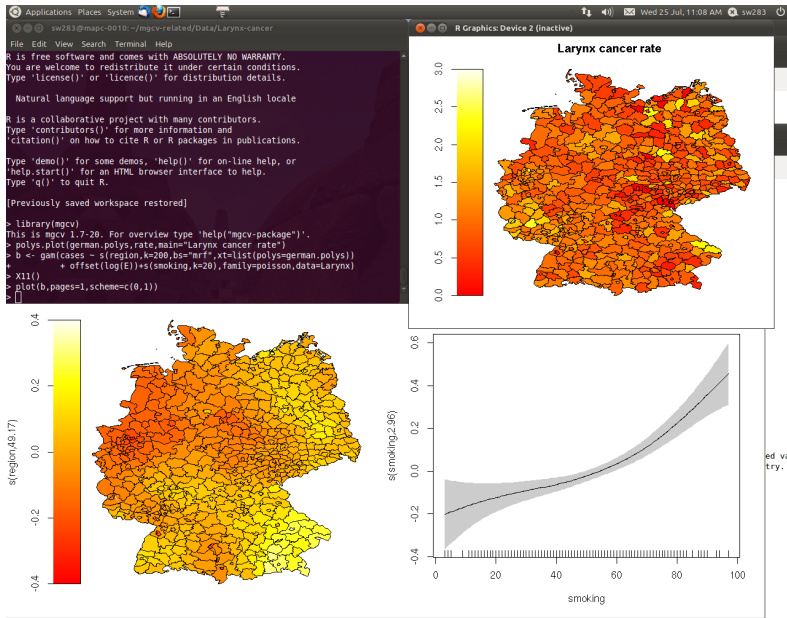 Applications Places System
Wed 25 Jul, 11:08 AM sw283
sw283@mapc-0010: ~/mgcv-related/Data/Larynx-cancer
File Edit View Search Terminal Help
R is free software and comes with ABSOLUTELY NO WARRANTY.
You are welcome to redistribute it under certain conditions.
Type 'license()' or 'licence()' for distribution details.
Natural language support but running in an English locale
R is a collaborative project with many contributors.
Type 'contributors()' for more information and
'citation()' on how to cite R or R packages in publications.
Type 'demo()' for some demos, 'help()' for on-line help, or
'help.start()' for an HTML browser interface to help.
Type 'q()' to quit R.
[Previously saved workspace restored]
> library(mgcv)
This is mgcv 1.7-20. For overview type 'help("mgcv-package")'.
> polys.plot(german.polys,rate,main="Larynx cancer rate")
> b <- gam(cases ~ s(region,k=200,bs="mrf",xt=list(polys=german.polys))
+ + offset(log(E))+s(smoking,k=20),family=poisson,data=Larynx)
> X11()
> plot(b,pages=1,scheme=c(0,1))
>
R Graphics: Device 2 (inactive)
Larynx cancer rate
3.0
2.5
2.0
1.5
1.0
0.5
0.0
0.4
0.2
0.0
-0.2
-0.4
s(region,49.17)
0.6
0.4
0.2
0.0
-0.2
-0.4
s(smoking,2.96)
0 20 40 60 80 100
smoking
ed va
try.